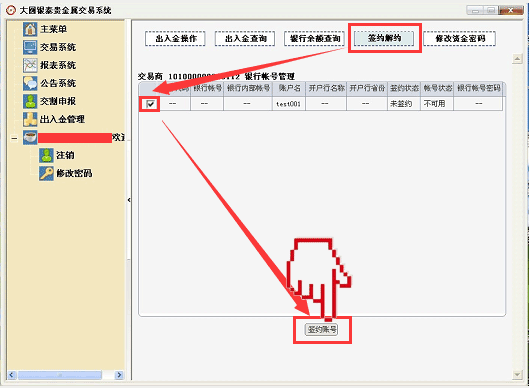 大圆银泰贵金属交易系统
主菜单
交易系统
报表系统
公告系统
交割申报
出入金管理
欢迎
注销
修改密码
出入金操作 出入金查询 银行余额查询 签约解约 修改资金密码
交易商 银行帐号管理
银行帐号 银行内部帐号 账户名 开户行名称 开户行省份 签约状态 帐号状态 银行帐号密码
-- -- -- test001 -- -- 未签约 不可用 --
签约账号